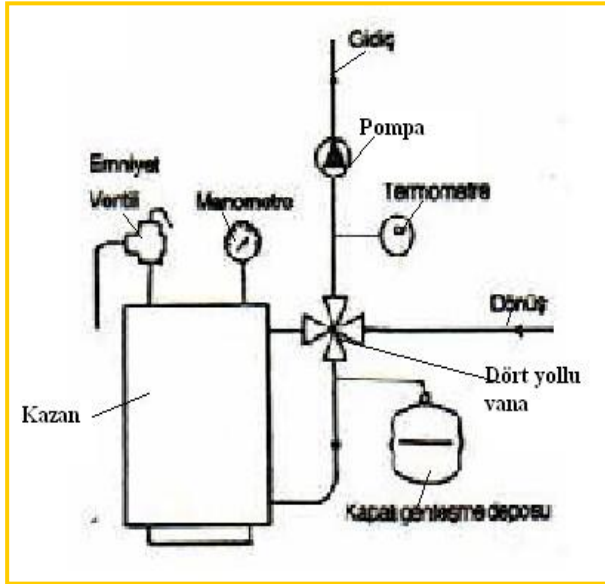 Gidiş
Pompa
Emniyet
Ventili
Manometre
Termometre
Dönüş
Dört yollu
vana
Kazan
Kapalı genleşme deposu